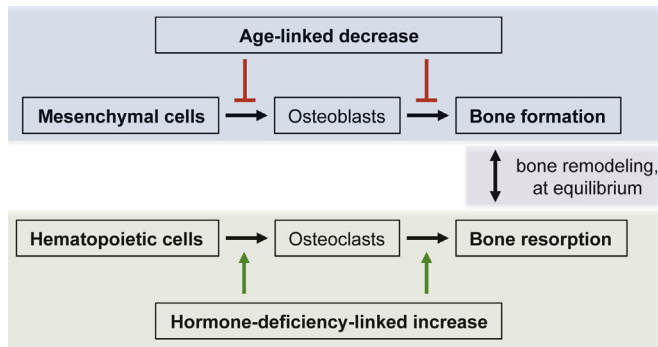 Age-linked decrease
Mesenchymal cells
Osteoblasts
Bone formation
bone remodeling,
at equilibrium
Hematopoietic cells
Osteoclasts
Bone resorption
Hormone-deficiency-linked increase